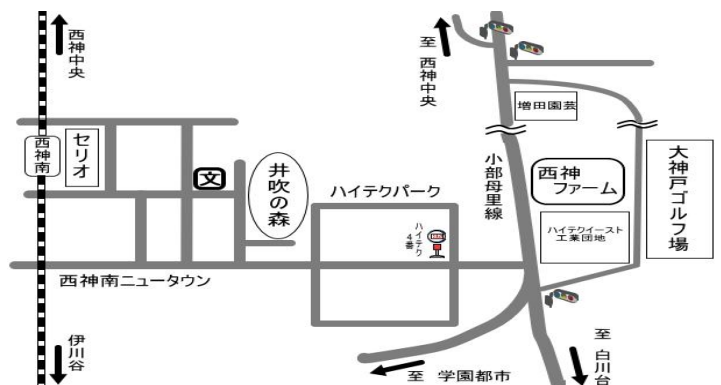 西神中央
至 西神中央
増田園芸
西神南
セリオ
文
井吹の森
小部母里線
西神
ファーム
大神戸ゴルフ場
ハイテクパーク
ハイテク
4番
ハイテクイースト
工業団地
西神南ニュータウン
伊川谷
至 学園都市
至 白川台